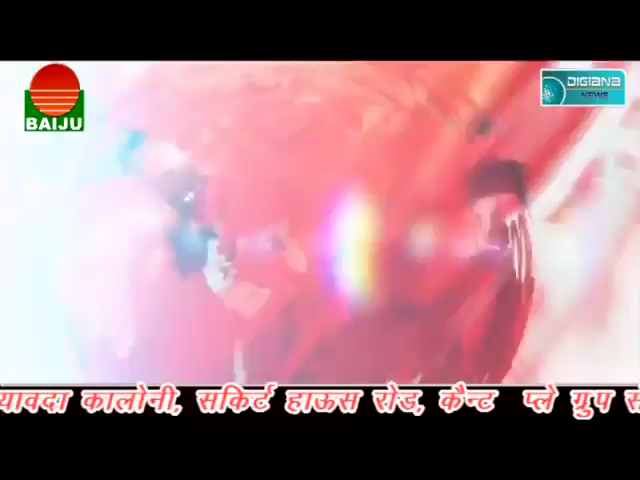 BAIJU
DIGIANA
NEWS
यावदा कालोनी, सकिर्ट हाऊस रोड, कैन्ट प्ले ग्रुप